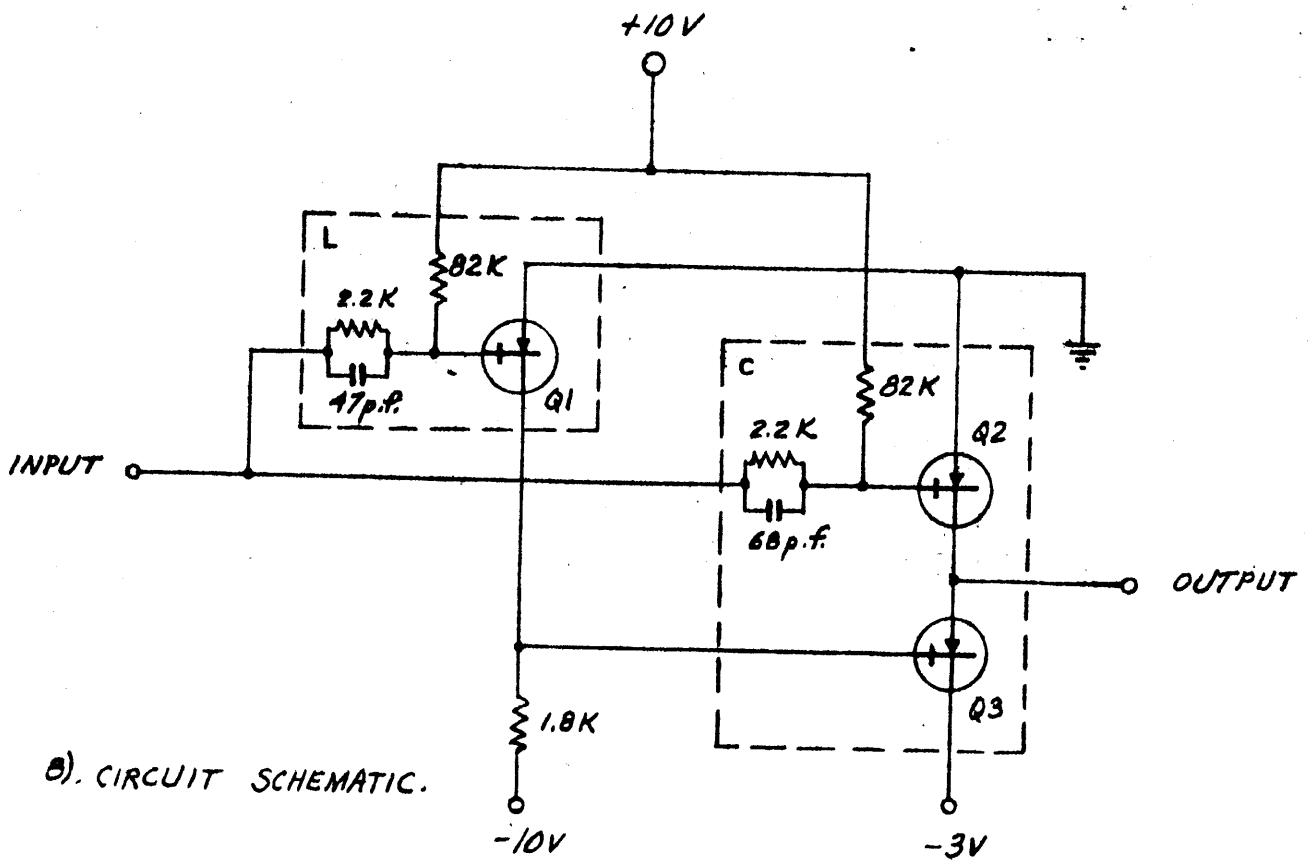 +10V
L
82K
2.2K
47p.f.
Q1
C
82K
2.2K
68p.f.
Q2
INPUT
OUTPUT
Q3
1.8K
B). CIRCUIT SCHEMATIC.
-10V
-3V